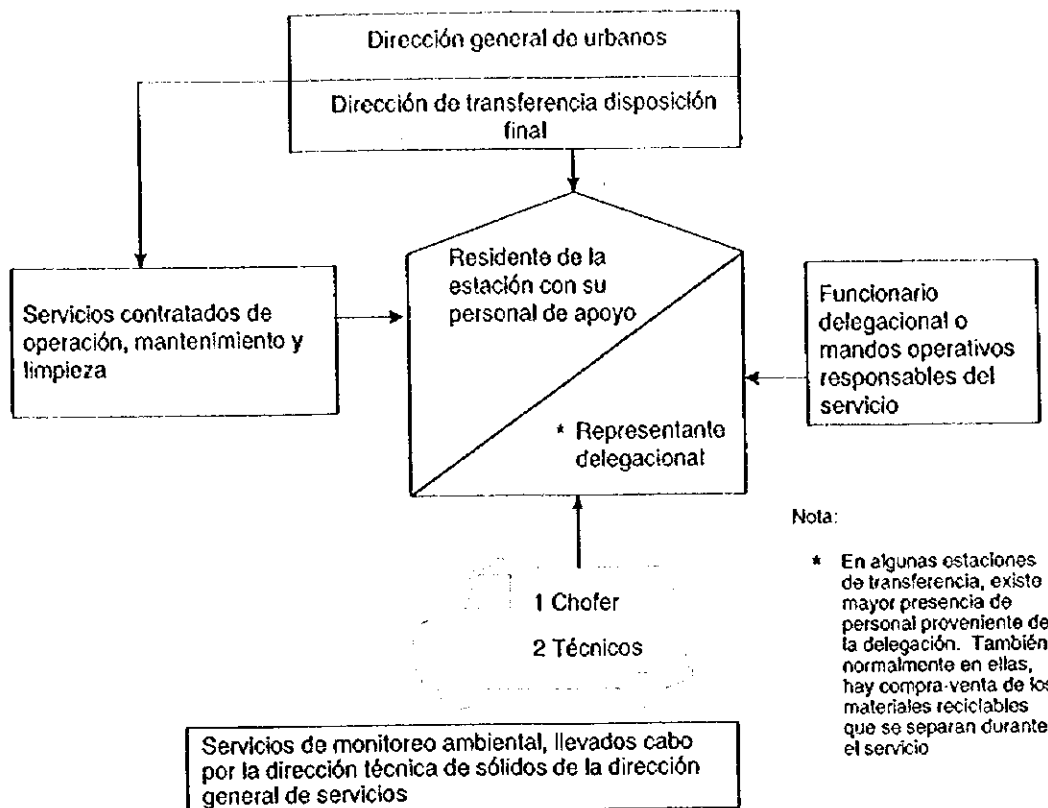 Dirección general de urbanos
Dirección de transferencia disposición
final
Residente de la
estación con su
personal de apoyo
Servicios contratados de
operación, mantenimiento y
limpieza
Funcionario
delegacional o
mandos operativos
responsables del
servicio
* Representante
delegacional
Nota:
* En algunas estaciones
de transferencia, existe
mayor presencia de
personal proveniente de
la delegación. También
normalmente en ellas,
hay compra-venta de los
materiales reciclables
que se separan durante
el servicio
1 Chofer
2 Técnicos
Servicios de monitoreo ambiental, llevados cabo
por la dirección técnica de sólidos de la dirección
general de servicios